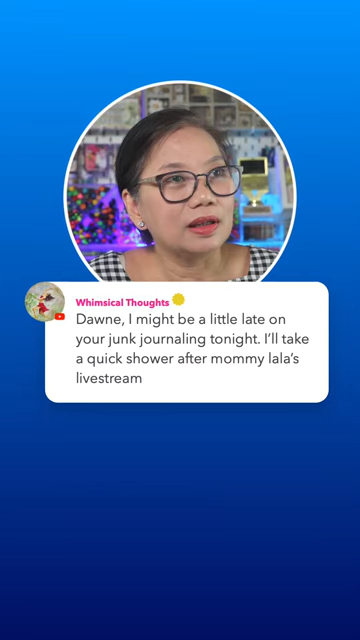 Whimsical Thoughts
Dawne, I might be a little late on
your junk journaling tonight. I'll take
a quick shower after mommy lala's
livestream